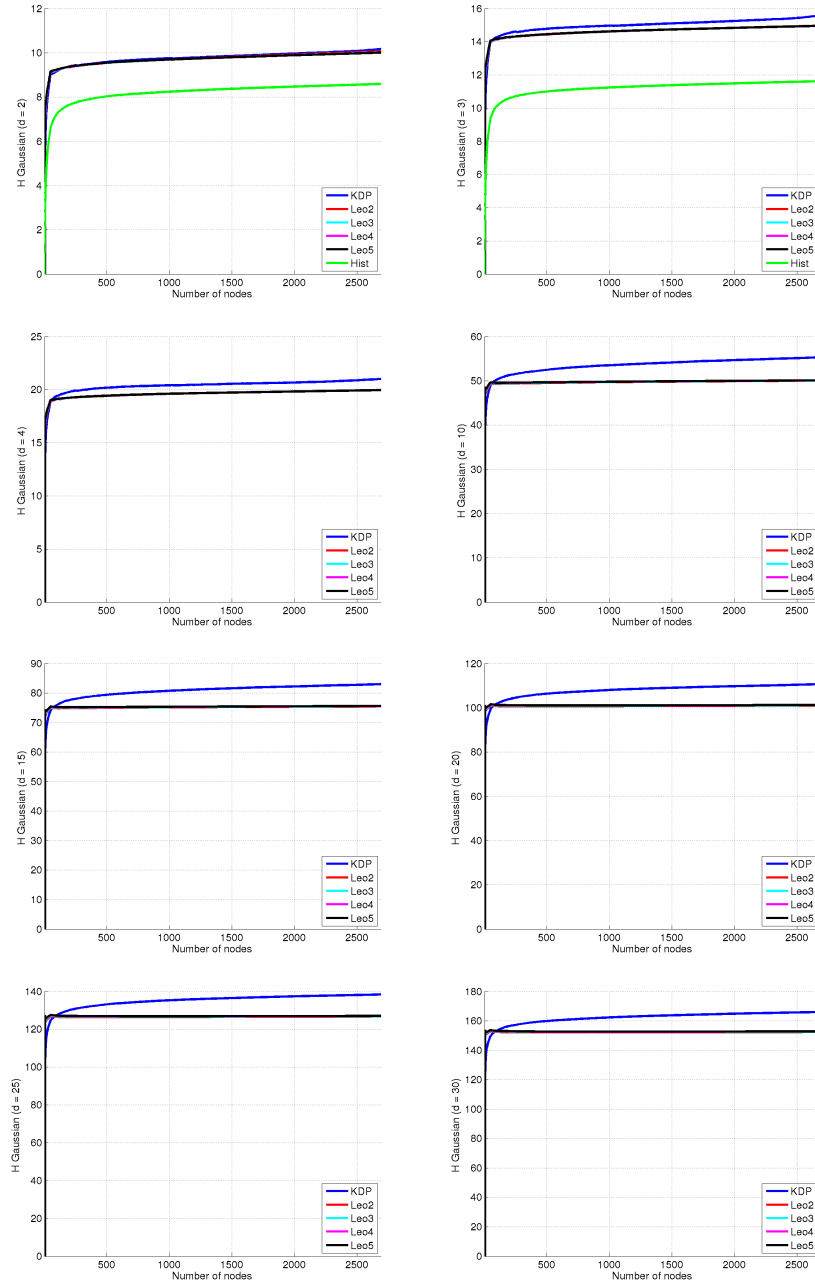 12
10
8
6
4
2
0
H Gaussian (d = 2)
500
1000
1500
2000
2500
Number of nodes
KDP
Leo2
Leo3
Leo4
Leo5
Hist
16
14
12
10
8
6
4
2
0
H Gaussian (d = 3)
500
1000
1500
2000
2500
Number of nodes
KDP
Leo2
Leo3
Leo4
Leo5
Hist
25
20
15
10
5
0
H Gaussian (d = 4)
500
1000
1500
2000
2500
Number of nodes
KDP
Leo2
Leo3
Leo4
Leo5
60
50
40
30
20
10
0
H Gaussian (d = 10)
500
1000
1500
2000
2500
Number of nodes
KDP
Leo2
Leo3
Leo4
Leo5
90
80
70
60
50
40
30
20
10
0
H Gaussian (d = 15)
500
1000
1500
2000
2500
Number of nodes
KDP
Leo2
Leo3
Leo4
Leo5
120
100
80
60
40
20
0
H Gaussian (d = 20)
500
1000
1500
2000
2500
Number of nodes
KDP
Leo2
Leo3
Leo4
Leo5
140
120
100
80
60
40
20
0
H Gaussian (d = 25)
500
1000
1500
2000
2500
Number of nodes
KDP
Leo2
Leo3
Leo4
Leo5
180
160
140
120
100
80
60
40
20
0
H Gaussian (d = 30)
500
1000
1500
2000
2500
Number of nodes
KDP
Leo2
Leo3
Leo4
Leo5